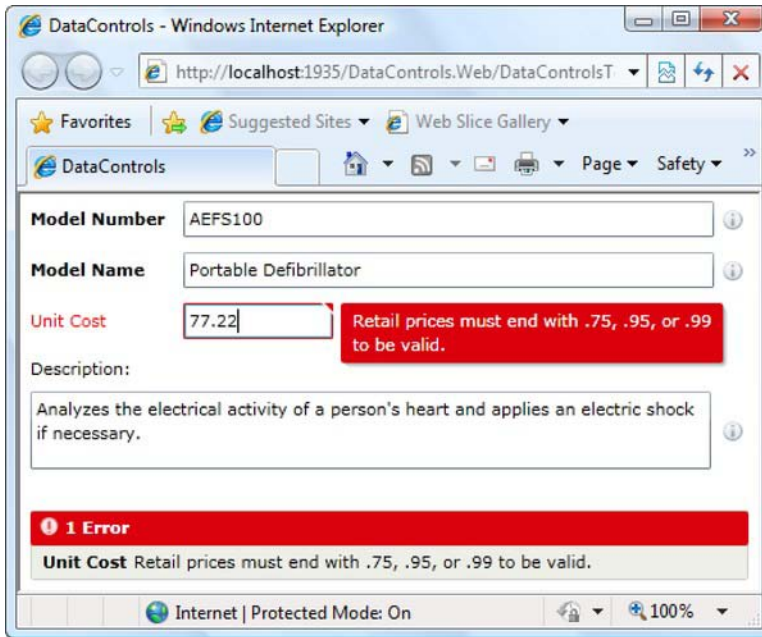 DataControls - Windows Internet Explorer
http://localhost:1935/DataControls.Web/DataControlsT
Favorites Suggested Sites Web Slice Gallery
DataControls Page Safety »
Model Number AEFS100
Model Name Portable Defibrillator
Unit Cost 77.22 Retail prices must end with .75, .95, or .99
to be valid.
Description:
Analyzes the electrical activity of a person's heart and applies an electric shock
if necessary.
1 Error
Unit Cost Retail prices must end with .75, .95, or .99 to be valid.
Internet | Protected Mode: On 100%